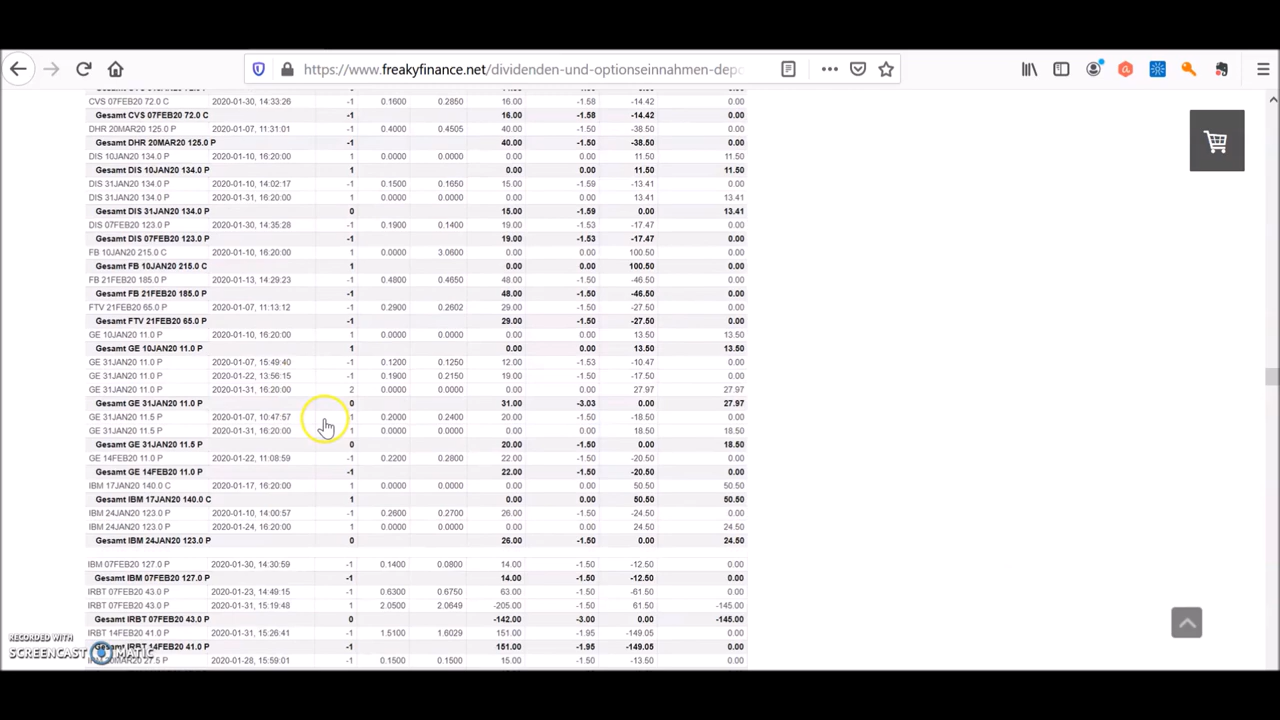 https://www.freakyfinance.net/dividenden-und-optionseinnahmen-depo
CVS 07FEB20 72.0 C 2020-01-30, 14:33:26 -1 0.1600 0.2850 16.00 -1.58 -14.42 0.00
Gesamt CVS 07FEB20 72.0 C -1 16.00 -1.58 -14.42 0.00
DHR 20MAR20 125.0 P 2020-01-07, 11:31:01 -1 0.4000 0.4505 40.00 -1.50 -38.50 0.00
Gesamt DHR 20MAR20 125.0 P -1 40.00 -1.50 -38.50 0.00
DIS 10JAN20 134.0 P 2020-01-10, 16:20:00 1 0.0000 0.0000 0.00 0.00 11.50 11.50
Gesamt DIS 10JAN20 134.0 P 1 0.00 0.00 11.50 11.50
DIS 31JAN20 134.0 P 2020-01-10, 14:02:17 -1 0.1500 0.1650 15.00 -1.59 -13.41 0.00
DIS 31JAN20 134.0 P 2020-01-31, 16:20:00 1 0.0000 0.0000 0.00 0.00 13.41 13.41
Gesamt DIS 31JAN20 134.0 P 0 15.00 -1.59 0.00 13.41
DIS 07FEB20 123.0 P 2020-01-30, 14:35:28 -1 0.1900 0.1400 19.00 -1.53 -17.47 0.00
Gesamt DIS 07FEB20 123.0 P -1 19.00 -1.53 -17.47 0.00
FB 10JAN20 215.0 C 2020-01-10, 16:20:00 1 0.0000 3.0600 0.00 0.00 100.50 0.00
Gesamt FB 10JAN20 215.0 C 1 0.00 0.00 100.50 0.00
FB 21FEB20 185.0 P 2020-01-13, 14:29:23 -1 0.4800 0.4650 48.00 -1.50 -46.50 0.00
Gesamt FB 21FEB20 185.0 P -1 48.00 -1.50 -46.50 0.00
FTV 21FEB20 65.0 P 2020-01-07, 11:13:12 -1 0.2900 0.2602 29.00 -1.50 -27.50 0.00
Gesamt FTV 21FEB20 65.0 P -1 29.00 -1.50 -27.50 0.00
GE 10JAN20 11.0 P 2020-01-10, 16:20:00 1 0.0000 0.0000 0.00 0.00 13.50 13.50
Gesamt GE 10JAN20 11.0 P 1 0.00 0.00 13.50 13.50
GE 31JAN20 11.0 P 2020-01-07, 15:49:40 -1 0.1200 0.1250 12.00 -1.53 -10.47 0.00
GE 31JAN20 11.0 P 2020-01-22, 13:56:15 -1 0.1900 0.2150 19.00 -1.50 -17.50 0.00
GE 31JAN20 11.0 P 2020-01-31, 16:20:00 2 0.0000 0.0000 0.00 0.00 27.97 27.97
Gesamt GE 31JAN20 11.0 P 0 31.00 -3.03 0.00 27.97
GE 31JAN20 11.5 P 2020-01-07, 10:47:57 1 0.2000 0.2400 20.00 -1.50 -18.50 0.00
GE 31JAN20 11.5 P 2020-01-31, 16:20:00 1 0.0000 0.0000 0.00 0.00 18.50 18.50
Gesamt GE 31JAN20 11.5 P 0 20.00 -1.50 0.00 18.50
GE 14FEB20 11.0 P 2020-01-22, 11:08:59 -1 0.2200 0.2800 22.00 -1.50 -20.50 0.00
Gesamt GE 14FEB20 11.0 P -1 22.00 -1.50 -20.50 0.00
IBM 17JAN20 140.0 C 2020-01-17, 16:20:00 1 0.0000 0.0000 0.00 0.00 50.50 50.50
Gesamt IBM 17JAN20 140.0 C 1 0.00 0.00 50.50 50.50
IBM 24JAN20 123.0 P 2020-01-10, 14:00:57 -1 0.2600 0.2700 26.00 -1.50 -24.50 0.00
IBM 24JAN20 123.0 P 2020-01-24, 16:20:00 1 0.0000 0.0000 0.00 0.00 24.50 24.50
Gesamt IBM 24JAN20 123.0 P 0 26.00 -1.50 0.00 24.50
IBM 07FEB20 127.0 P 2020-01-30, 14:30:59 -1 0.1400 0.0800 14.00 -1.50 -12.50 0.00
Gesamt IBM 07FEB20 127.0 P -1 14.00 -1.50 -12.50 0.00
IRBT 07FEB20 43.0 P 2020-01-23, 14:49:15 -1 0.6300 0.6750 63.00 -1.50 -61.50 0.00
IRBT 07FEB20 43.0 P 2020-01-31, 15:19:48 1 2.0500 2.0649 -205.00 -1.50 61.50 -145.00
Gesamt IRBT 07FEB20 43.0 P 0 -142.00 -3.00 0.00 -145.00
IRBT 14FEB20 41.0 P 2020-01-31, 15:26:41 -1 1.5100 1.6029 151.00 -1.95 -149.05 0.00
Gesamt IRBT 14FEB20 41.0 P -1 151.00 -1.95 -149.05 0.00
20MAR20 27.5 P 2020-01-28, 15:59:01 -1 0.1500 0.1500 15.00 -1.50 -13.50 0.00
RECORDED WITH
SCREENCAST MATIC